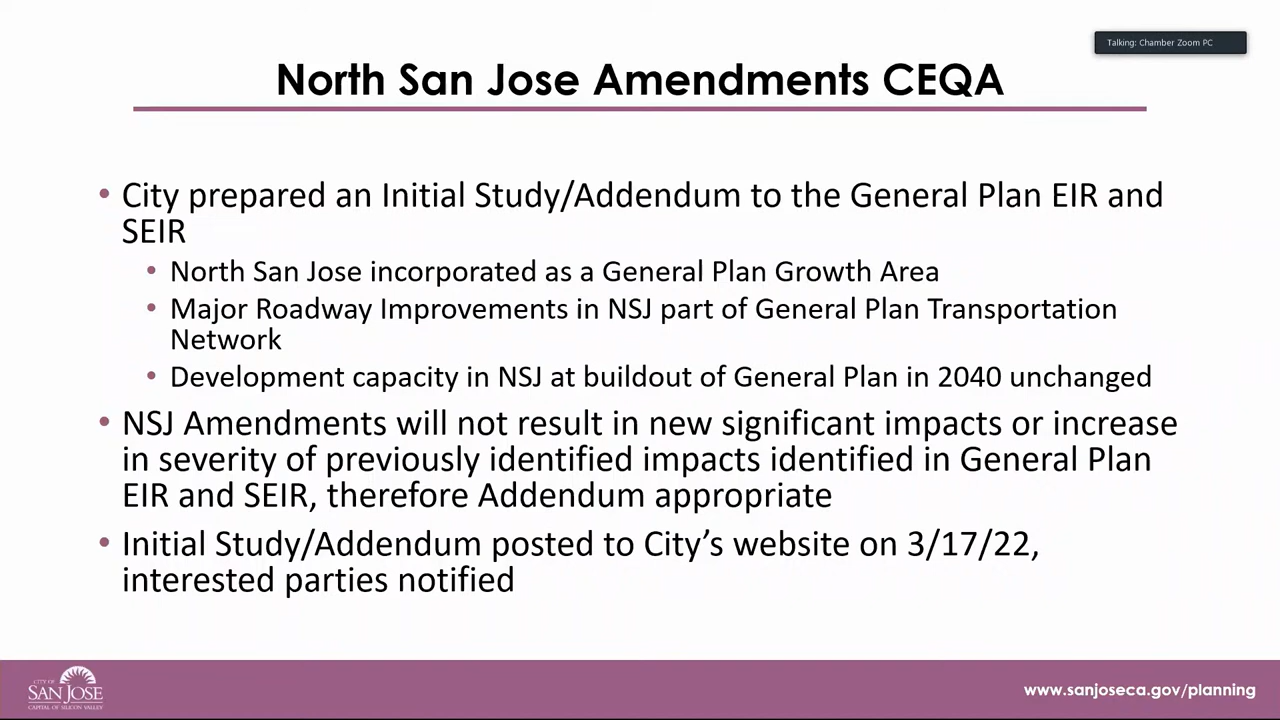 Talking: Chamber Zoom PC
North San Jose Amendments CEQA
• City prepared an Initial Study/Addendum to the General Plan EIR and
SEIR
• North San Jose incorporated as a General Plan Growth Area
• Major Roadway Improvements in NSJ part of General Plan Transportation
Network
• Development capacity in NSJ at buildout of General Plan in 2040 unchanged
• NSJ Amendments will not result in new significant impacts or increase
in severity of previously identified impacts identified in General Plan
EIR and SEIR, therefore Addendum appropriate
• Initial Study/Addendum posted to City’s website on 3/17/22,
interested parties notified
CITY OF
SAN JOSE
CAPITAL OF SILICON VALLEY
www.sanjoseca.gov/planning